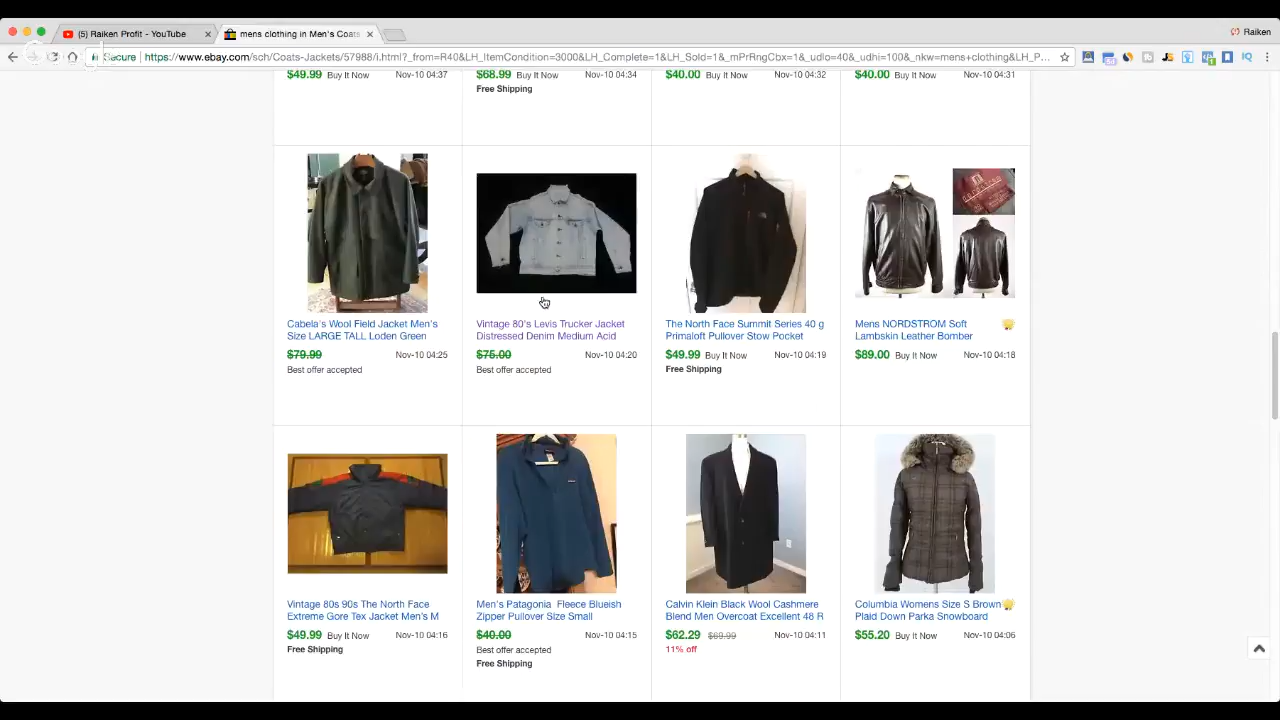 (5) Raiken Profit - YouTube
mens clothing in Men's Coats
Raiken
Secure
https://www.ebay.com/sch/Coats-Jackets/57988/i.html?_from=R40&LH_ItemCondition=3000&LH_Complete=1&LH_Sold=1&_mPrRngCbx=1&_udlo=40&_udhi=100&_nkw=mens+clothing&LH_P...
$49.99 Buy It Now Nov-10 04:37
$68.99 Buy It Now Nov-10 04:34
Free Shipping
$40.00 Buy It Now Nov-10 04:32
$40.00 Buy It Now Nov-10 04:31
Cabela's Wool Field Jacket Men's
Size LARGE TALL Loden Green
$79.99 Nov-10 04:25
Best offer accepted
Vintage 80's Levis Trucker Jacket
Distressed Denim Medium Acid
$75.00 Nov-10 04:20
Best offer accepted
The North Face Summit Series 40 g
Primaloft Pullover Stow Pocket
$49.99 Buy It Now Nov-10 04:19
Free Shipping
Mens NORDSTROM Soft
Lambskin Leather Bomber
$89.00 Buy It Now Nov-10 04:18
Vintage 80s 90s The North Face
Extreme Gore Tex Jacket Men's M
$49.99 Buy It Now Nov-10 04:16
Free Shipping
Men's Patagonia Fleece Blueish
Zipper Pullover Size Small
$40.00 Nov-10 04:15
Best offer accepted
Free Shipping
Calvin Klein Black Wool Cashmere
Blend Men Overcoat Excellent 48 R
$62.29 $69.99 Nov-10 04:11
11% off
Columbia Womens Size S Brown
Plaid Down Parka Snowboard
$55.20 Buy It Now Nov-10 04:06